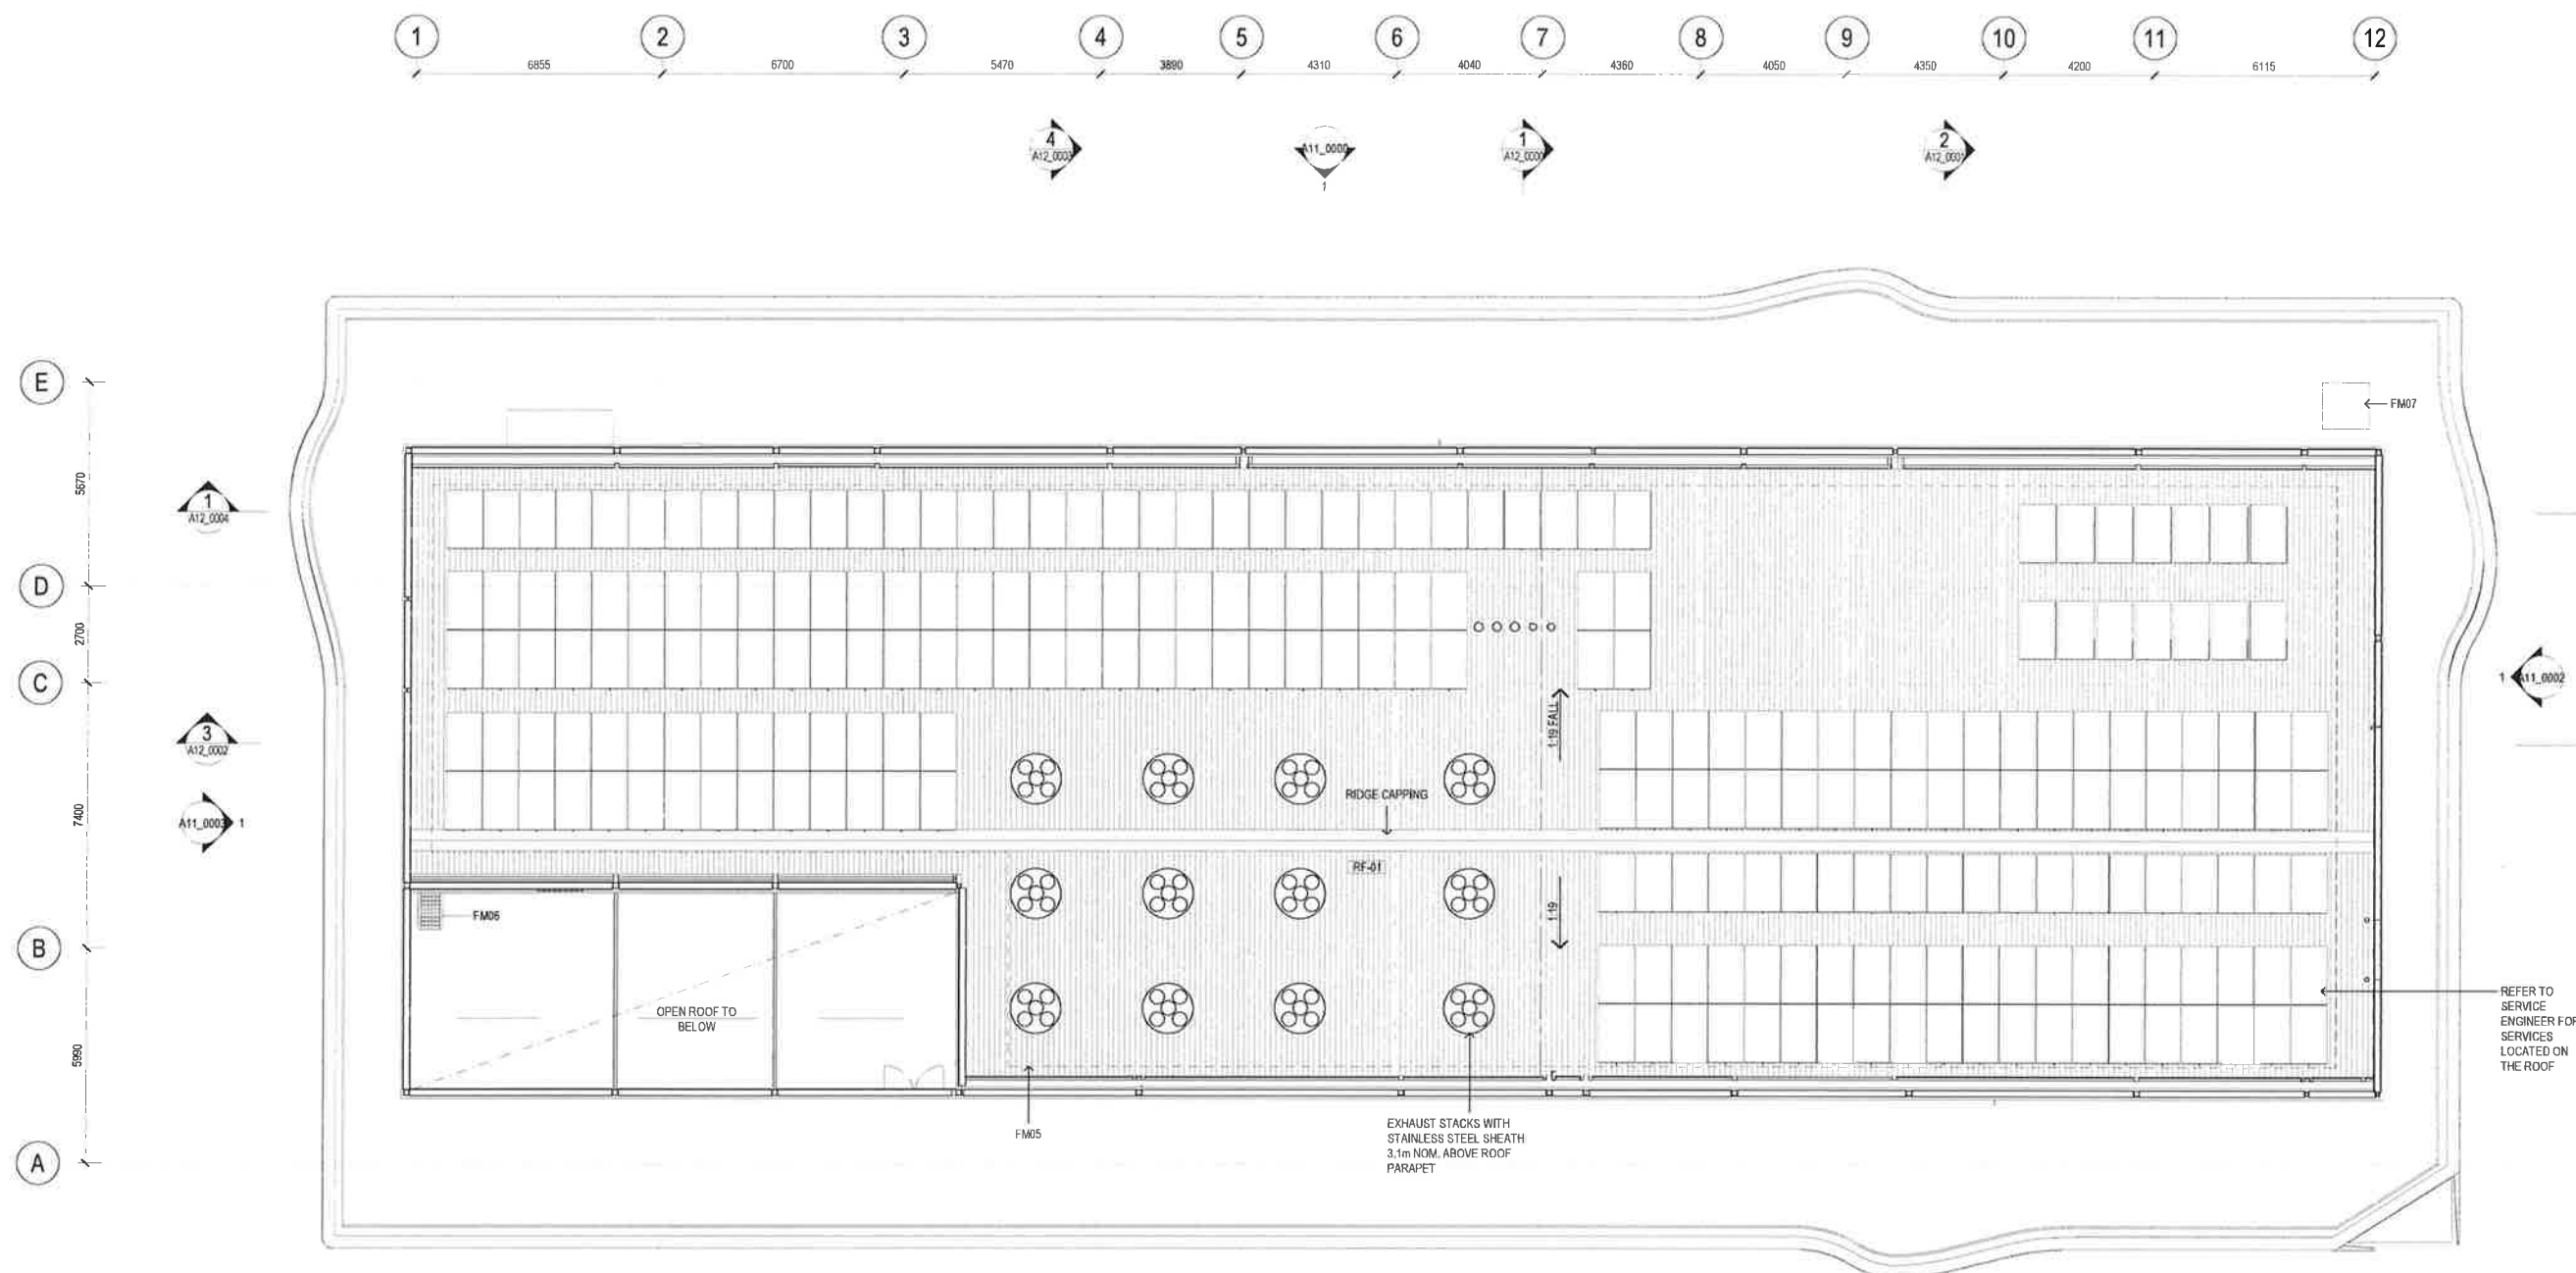 1 2 3 4 5 6 7 8 9 10 11 12
6855 6700 5470 3890 4310 4040 4360 4050 4350 4200 6115
4
A12_0003
A11_0000
1
1
A12_0000
2
A12_0001
E
FM07
5670
1
A12_0004
D
2700
C
1 A11_0002
1:19 FALL
3
A12_0002
7400
RIDGE CAPPING
A11_0003 1
RF-01
FM06
1:19
B
OPEN ROOF TO
BELOW
REFER TO
SERVICE
ENGINEER FOR
SERVICES
LOCATED ON
THE ROOF
5990
FM05
EXHAUST STACKS WITH
STAINLESS STEEL SHEATH
3.1m NOM. ABOVE ROOF
PARAPET
A